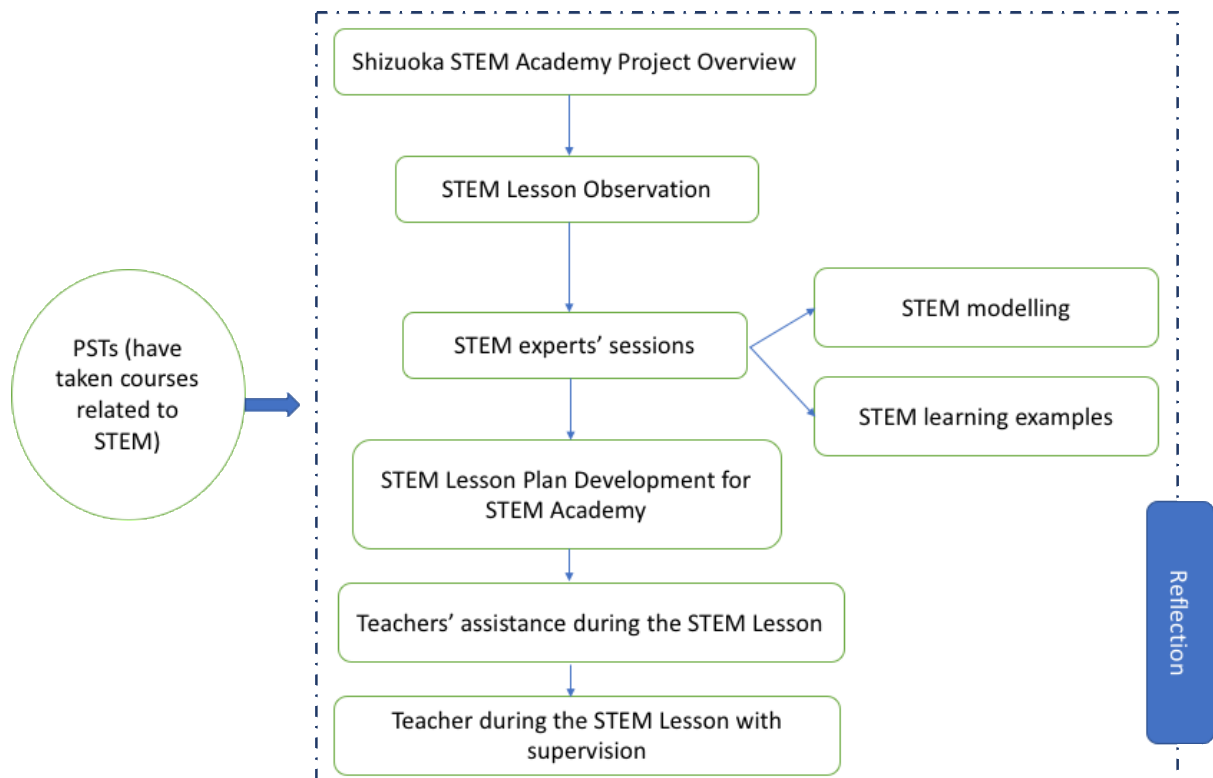 Shizuoka STEM Academy Project Overview
STEM Lesson Observation
PSTs (have
taken courses
related to
STEM)
STEM experts’ sessions
STEM modelling
STEM learning examples
STEM Lesson Plan Development for
STEM Academy
Teachers’ assistance during the STEM Lesson
Teacher during the STEM Lesson with
supervision
Reflection